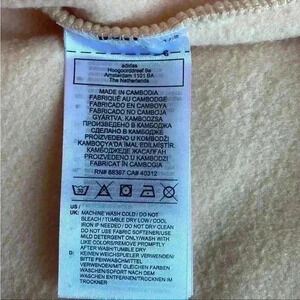 adidas
Hoogoorddreef 9a
Amsterdam 1101 BA
The Netherlands
MADE IN CAMBODIA
FABRIQUÉ AU CAMBODGE
FABRICADO EN CAMBOYA
FABRICADO NO CAMBOJA
GYÁRTVA, KAMBODZSA
ПРОИЗВЕДЕНО В КАМБОДЖЕ
СДЕЛАНО В КАМБОДЖЕ
PROIZVEDENO U KAMBODŽI
KAMBOÇYA'DA İMAL EDİLMİŞTİR.
КАМБОДЖЕДЕ ЖАСАЛҒАН
PROIZVEDENO U KAMBODŽI
FABRICAT ÎN CAMBODIA
RN# 88387 CA# 40312
US /
UK: MACHINE WASH COLD / DO NOT
BLEACH / TUMBLE DRY LOW / COOL
IRON IF NEEDED / DO NOT DRY CLEAN
DO NOT USE FABRIC SOFTENER/USE
MILD DETERGENT ONLY/WASH WITH
LIKE COLORS/REMOVE PROMPTLY
AFTER WASH/TUMBLE DRY
D: KEINEN WEICHSPÜLER VERWENDEN/
BITTE FEINWASCHMITTEL
VERWENDEN/MIT GLEICHEN FARBEN
WASCHEN/SOFORT NACH DEM
WASCHEN ENTFERNEN/TROCKNEN IM
TROCKNER